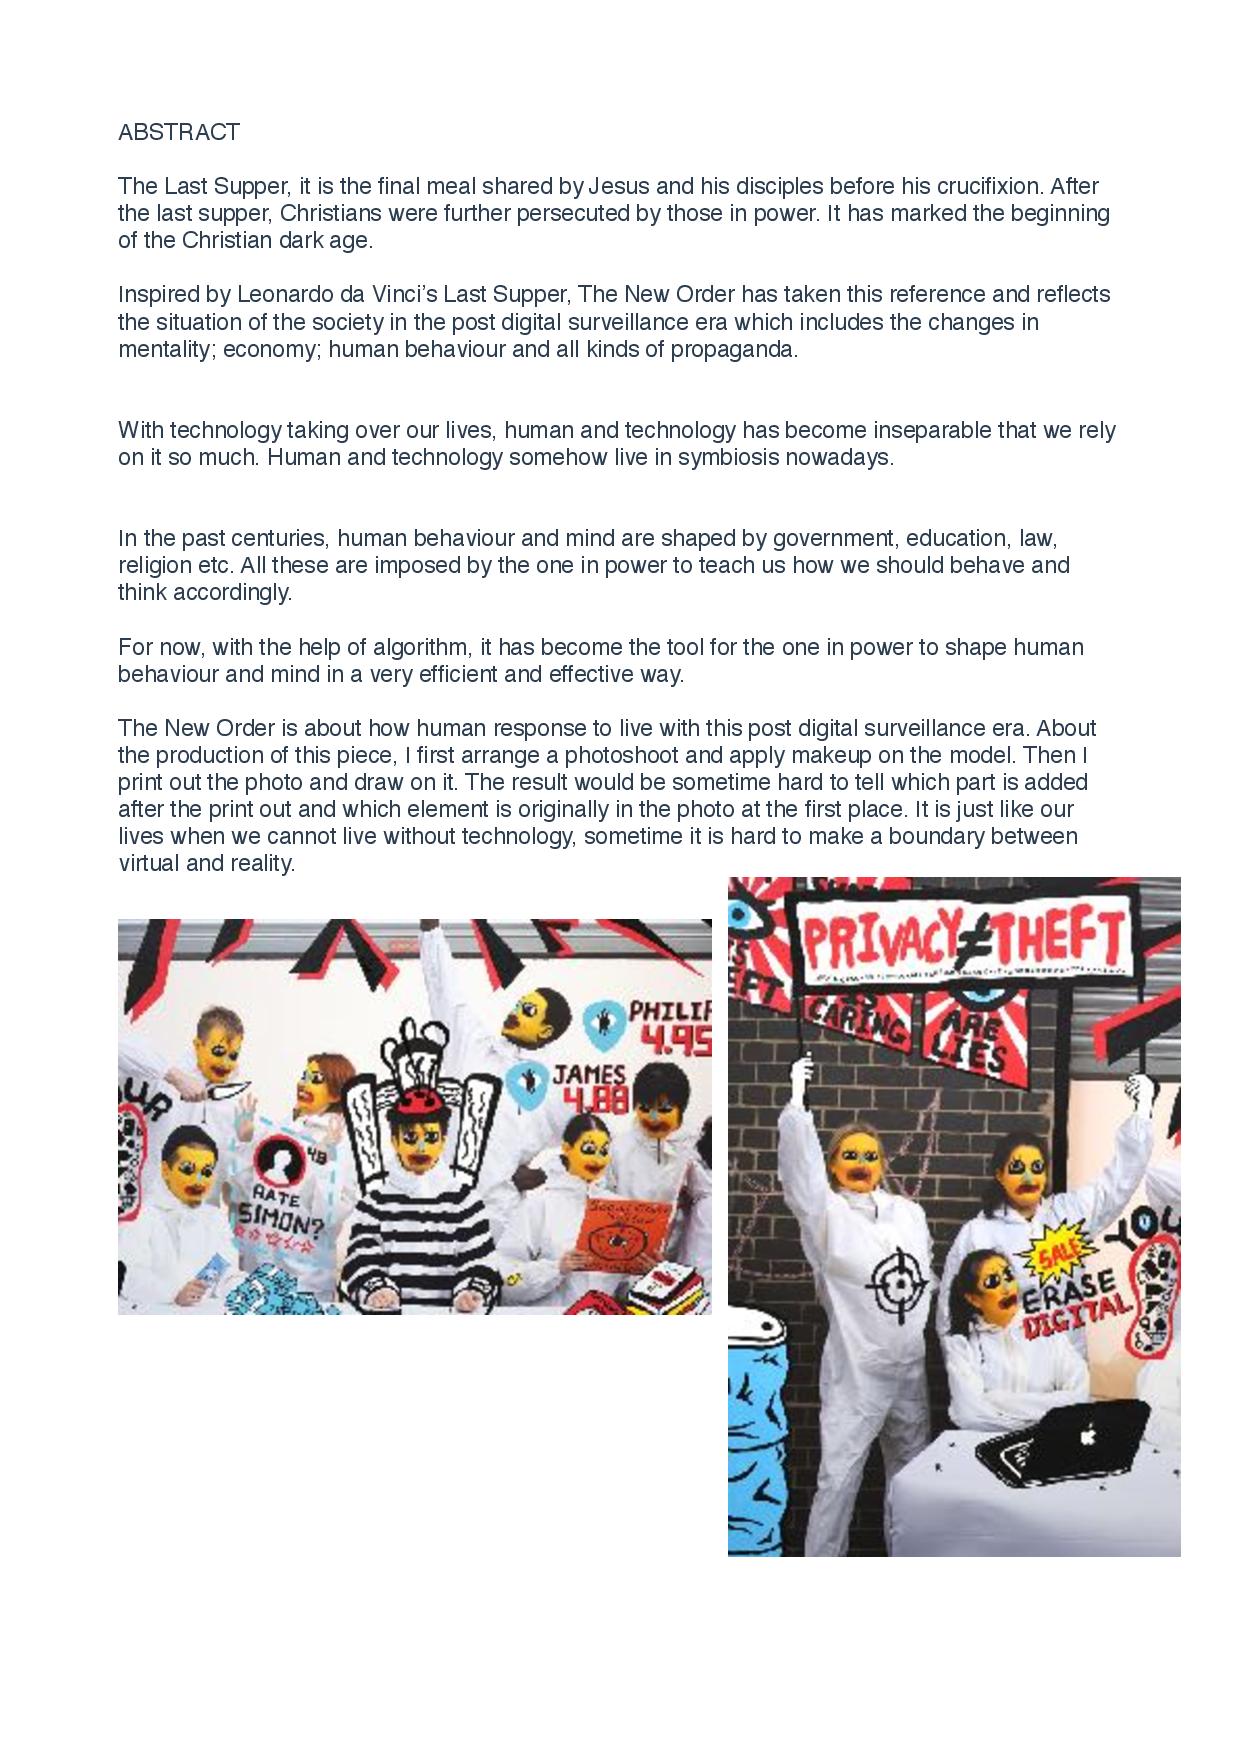 ABSTRACT
The Last Supper, it is the final meal shared by Jesus and his disciples before his crucifixion. After
the last supper, Christians were further persecuted by those in power. It has marked the beginning
of the Christian dark age.
Inspired by Leonardo da Vinci’s Last Supper, The New Order has taken this reference and reflects
the situation of the society in the post digital surveillance era which includes the changes in
mentality; economy; human behaviour and all kinds of propaganda.
With technology taking over our lives, human and technology has become inseparable that we rely
on it so much. Human and technology somehow live in symbiosis nowadays.
In the past centuries, human behaviour and mind are shaped by government, education, law,
religion etc. All these are imposed by the one in power to teach us how we should behave and
think accordingly.
For now, with the help of algorithm, it has become the tool for the one in power to shape human
behaviour and mind in a very efficient and effective way.
The New Order is about how human response to live with this post digital surveillance era. About
the production of this piece, I first arrange a photoshoot and apply makeup on the model. Then I
print out the photo and draw on it. The result would be sometime hard to tell which part is added
after the print out and which element is originally in the photo at the first place. It is just like our
lives when we cannot live without technology, sometime it is hard to make a boundary between
virtual and reality.
PHILIP
4.95
JAMES
4.88
UR
RATE
SIMON?
PRIVACY≠THEFT
EFT
CARING
ARE
LIES
SALE
YOU
ERASE
DIGITAL